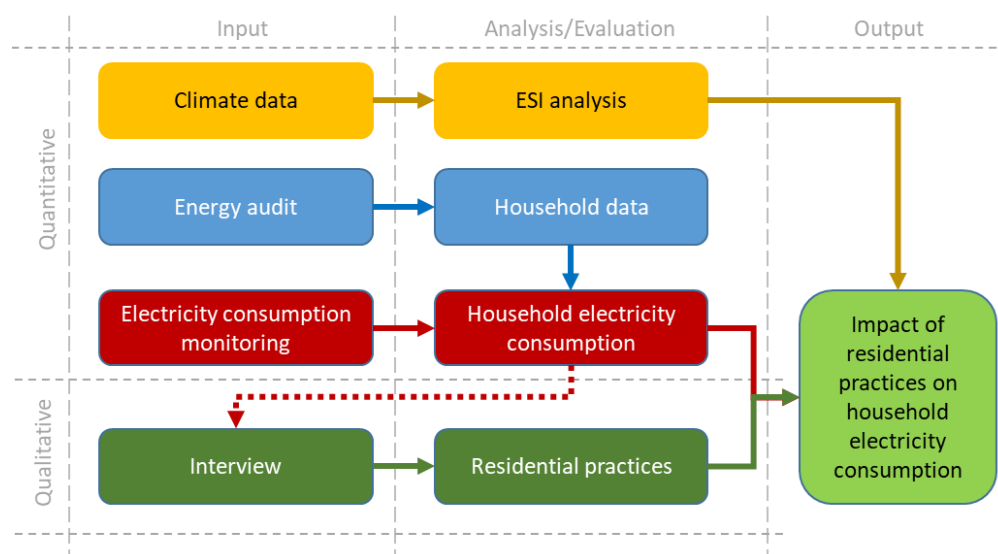 Input
Analysis/Evaluation
Output
Quantitative
Climate data
ESI analysis
Energy audit
Household data
Electricity consumption
monitoring
Household electricity
consumption
Impact of
residential
practices on
household
electricity
consumption
Qualitative
Interview
Residential practices